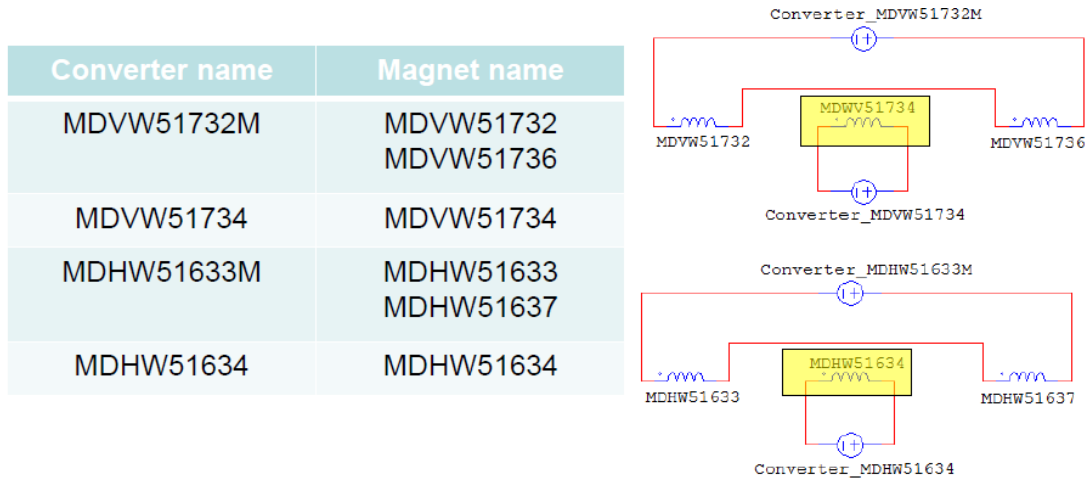 Converter name Magnet name
MDVW51732M MDVW51732
MDVW51736
MDVW51734 MDVW51734
MDHW51633M MDHW51633
MDHW51637
MDHW51634 MDHW51634
Converter_MDVW51732M
MDWV51734
MDVW51732 MDVW51736
Converter_MDVW51734
Converter_MDHW51633M
MDHW51634
MDHW51633 MDHW51637
Converter_MDHW51634